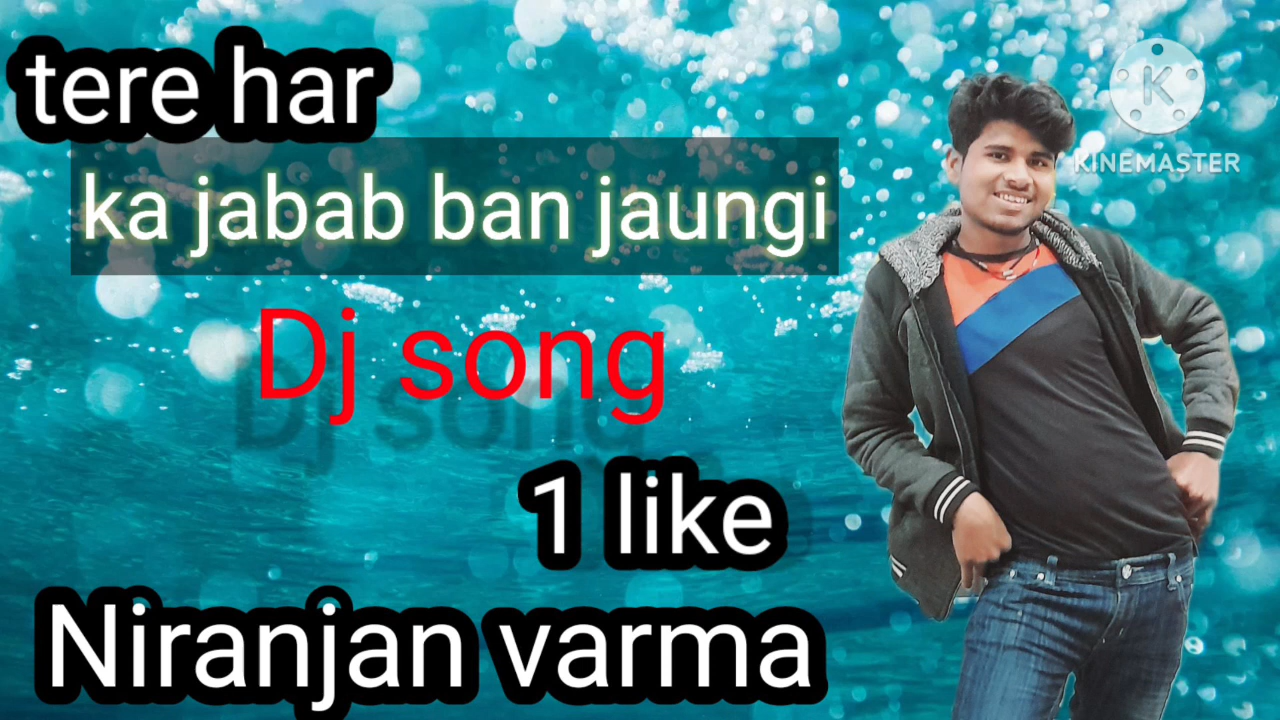 tere har
K
KINEMASTER
ka jabab ban jaungi
Dj song
1 like
Niranjan varma